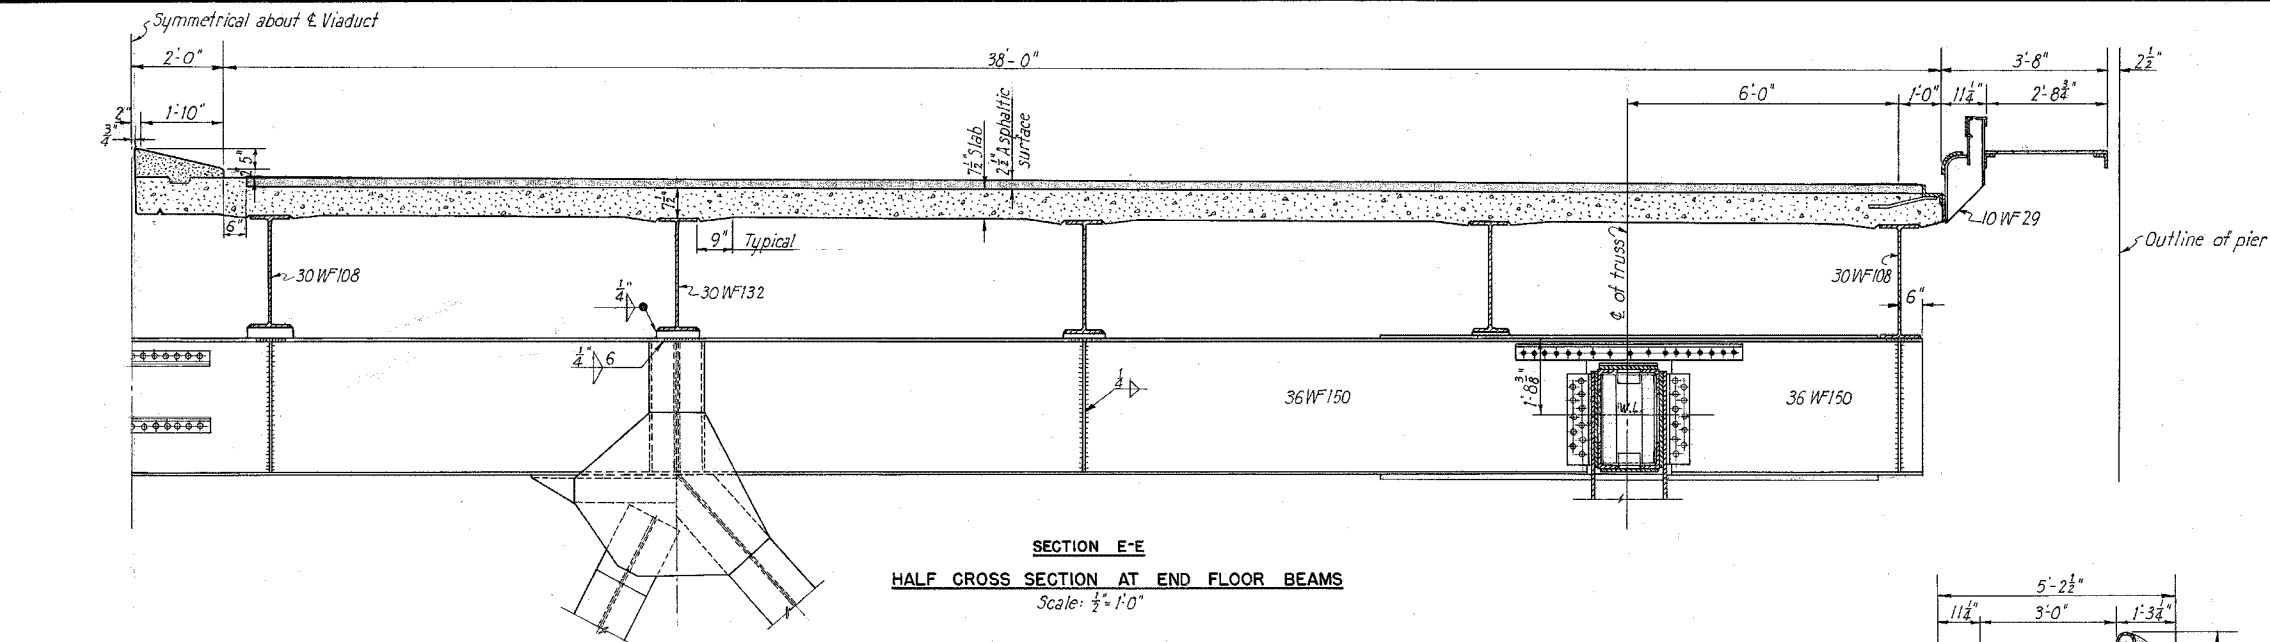 Symmetrical about ℄ Viaduct
2'-0"
38'-0"
3'-8"
2½"
2"
1'-10"
6'-0"
1'-0"
11¼"
2'-8¾"
¾"
5"
2½"
7½" Slab
2½" Asphaltic
surface
7½"
6"
9" Typical
10 WF 29
Outline of pier
30 WF 108
30 WF 132
℄ of truss
30 WF 108
6"
¼"
¼" 6
¼
1'-8⅜"
36 WF 150
W.L.
36 WF 150
SECTION E-E
HALF CROSS SECTION AT END FLOOR BEAMS
Scale: ½" = 1'-0"
5'-2½"
11¼"
3'-0"
1'-3¼"